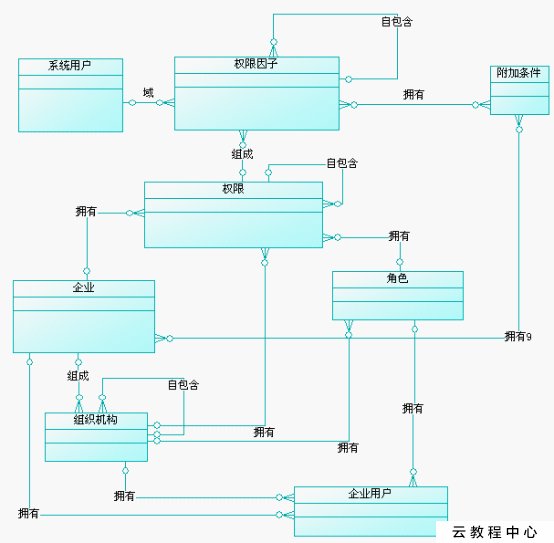 自包含
系统用户
权限因子
附加条件
域
拥有
组成
自包含
权限
拥有
拥有
角色
企业
拥有9
组成
自包含
拥有
组织机构
拥有
拥有
企业用户
拥有
拥有
云教程中心